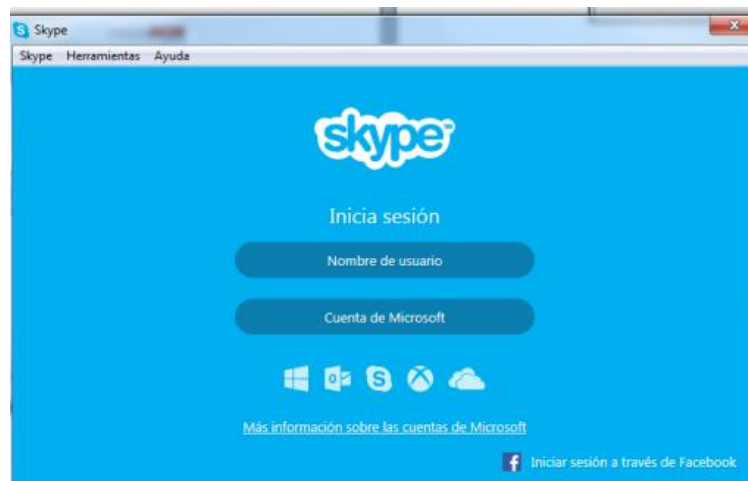 Skype
Skype Herramientas Ayuda
skype™
Inicia sesión
Nombre de usuario
Cuenta de Microsoft
Más información sobre las cuentas de Microsoft
Iniciar sesión a través de Facebook